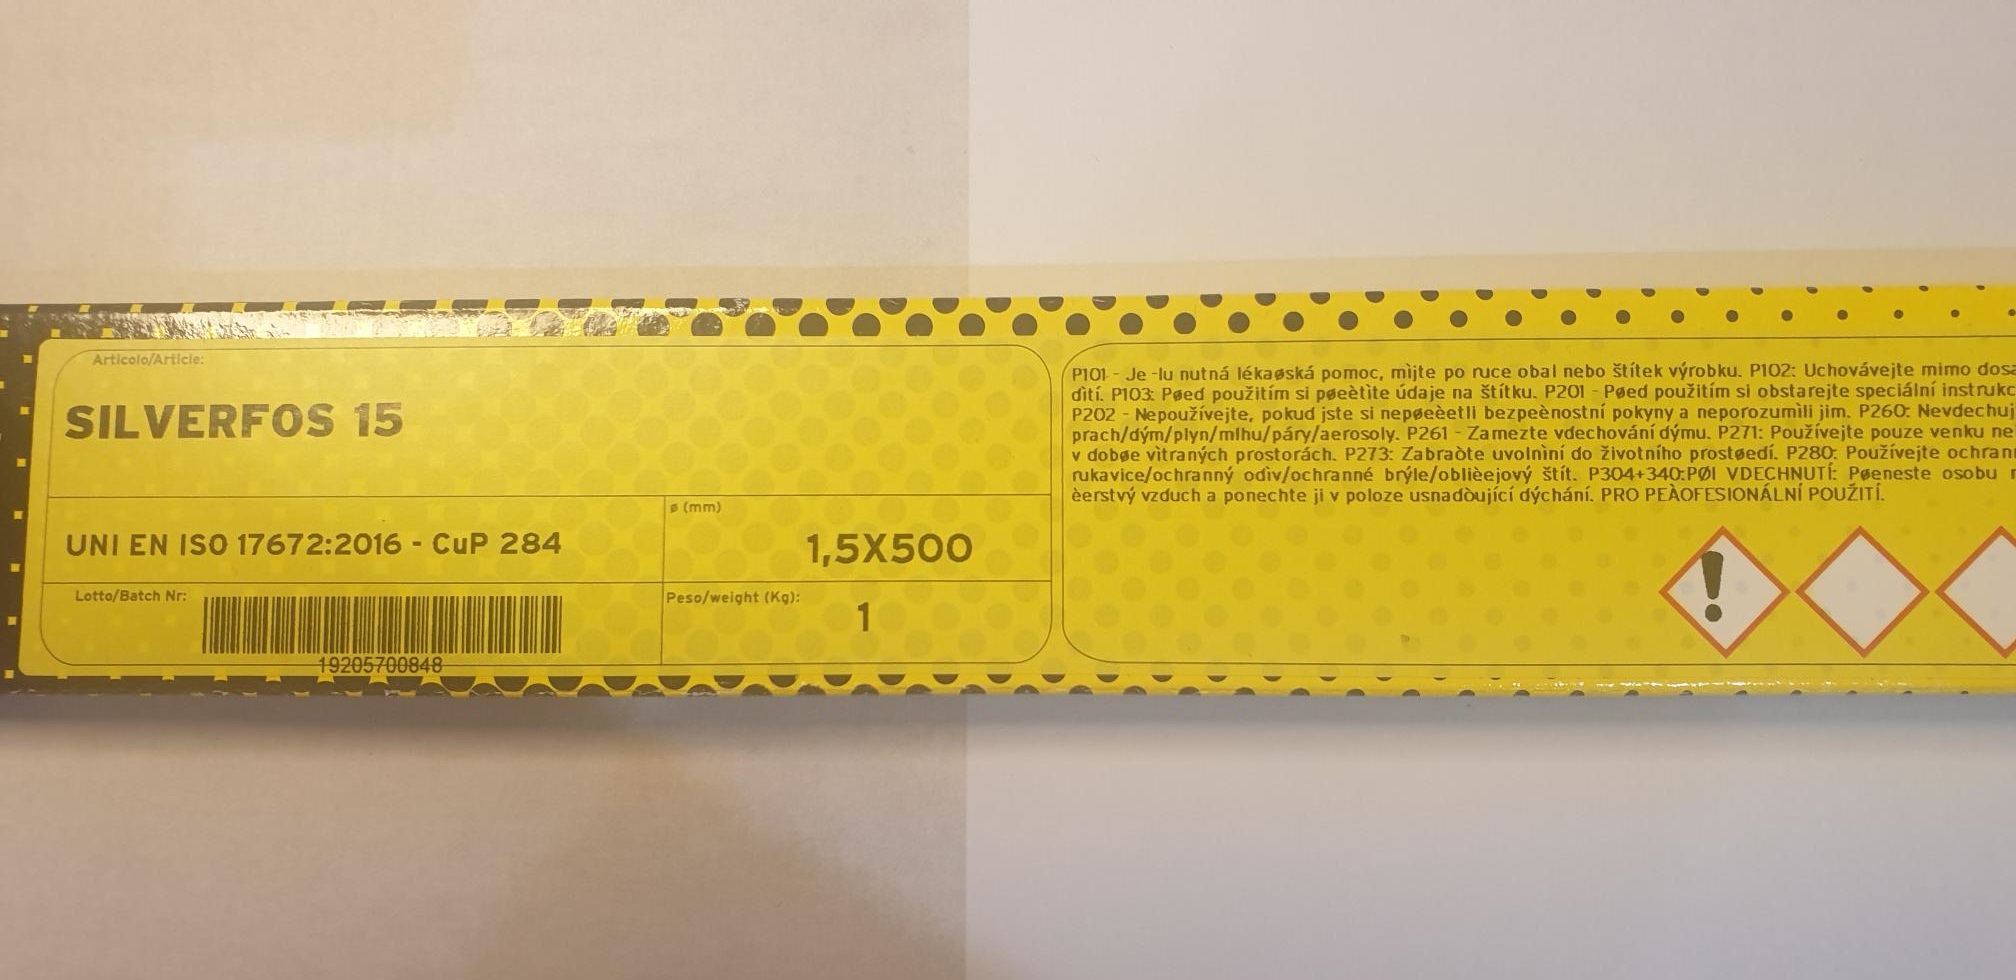 Articolo/Article:
SILVERFOS 15
ø (mm)
UNI EN ISO 17672:2016 - CuP 284
1,5X500
Lotto/Batch Nr:
Peso/weight (Kg):
1
19205700848
P101 - Je -lu nutná lékaøská pomoc, mìjte po ruce obal nebo štítek výrobku. P102: Uchovávejte mimo dosa
dìtí. P103: Pøed použitím si pøeètìte údaje na štítku. P201 - Pøed použitím si obstarejte speciální instrukc
P202 - Nepoužívejte, pokud jste si nepøeèetli bezpeènostní pokyny a neporozumìli jim. P260: Nevdechuj
prach/dým/plyn/mlhu/páry/aerosoly. P261 - Zamezte vdechování dýmu. P271: Používejte pouze venku ne
v dobøe vìtraných prostorách. P273: Zabraòte uvolnìní do životního prostøedí. P280: Používejte ochran
rukavice/ochranný odìv/ochranné brýle/oblièejový štít. P304+340:PØI VDECHNUTÍ: Pøeneste osobu
èerstvý vzduch a ponechte ji v poloze usnadòující dýchání. PRO PEÀOFESIONÁLNÍ POUŽITÍ.